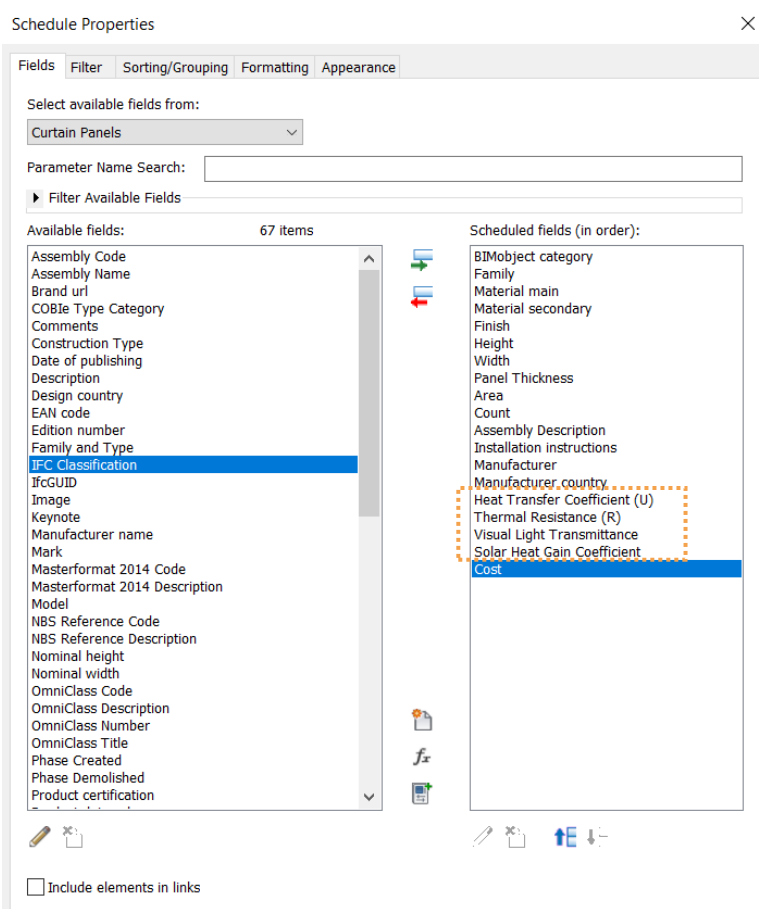 Schedule Properties
Fields Filter Sorting/Grouping Formatting Appearance
Select available fields from:
Curtain Panels
Parameter Name Search:
Filter Available Fields
Available fields: 67 items
Assembly Code
Assembly Name
Brand url
COBIe Type Category
Comments
Construction Type
Date of publishing
Description
Design country
EAN code
Edition number
Family and Type
IFC Classification
IfcGUID
Image
Keynote
Manufacturer name
Mark
Masterformat 2014 Code
Masterformat 2014 Description
Model
NBS Reference Code
NBS Reference Description
Nominal height
Nominal width
OmniClass Code
OmniClass Description
OmniClass Number
OmniClass Title
Phase Created
Phase Demolished
Product certification
Scheduled fields (in order):
BIMobject category
Family
Material main
Material secondary
Finish
Height
Width
Panel Thickness
Area
Count
Assembly Description
Installation instructions
Manufacturer
Manufacturer country
Heat Transfer Coefficient (U)
Thermal Resistance (R)
Visual Light Transmittance
Solar Heat Gain Coefficient
Cost
fx
Include elements in links